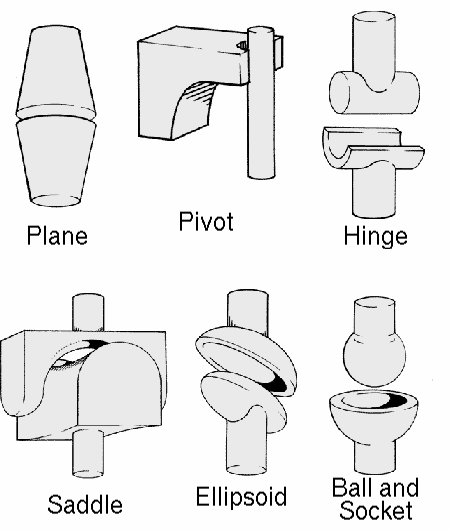 Plane
Pivot
Hinge
Saddle
Ellipsoid
Ball and
Socket